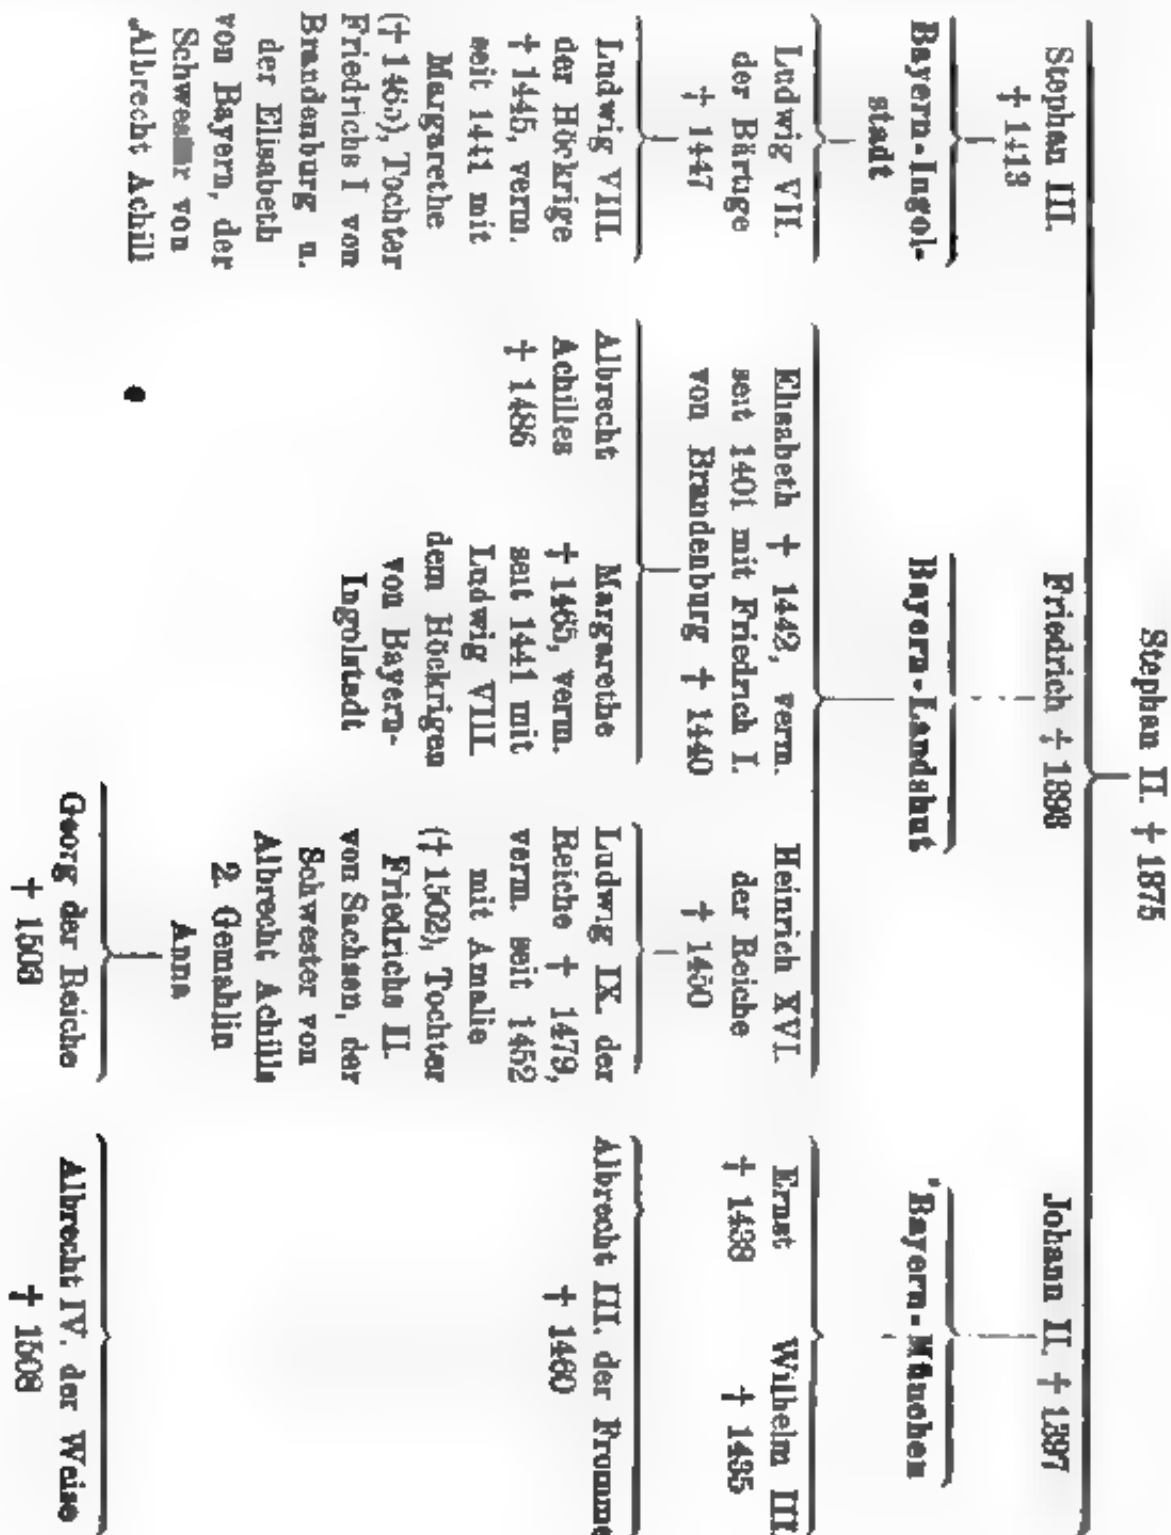 Stephan II. † 1375
Stephan III.
† 1413
Friedrich † 1393
Johann II. † 1397
Bayern-Ingol-
stadt
Bayern-Landshut
Bayern-München
Ludwig VII.
der Bärtige
† 1447
Elisabeth † 1442, verm.
seit 1401 mit Friedrich I.
von Brandenburg † 1440
Heinrich XVI.
der Reiche
† 1450
Ernst
† 1438
Wilhelm III.
† 1435
Ludwig VIII.
der Höckrige
† 1445, verm.
seit 1441 mit
Margarethe
(† 1465), Tochter
Friedrichs I von
Brandenburg u.
der Elisabeth
von Bayern, der
Schwester von
Albrecht Achill
Albrecht
Achilles
† 1486
Margarethe
† 1465, verm.
seit 1441 mit
Ludwig VIII
dem Höckrigen
von Bayern-
Ingolstadt
Ludwig IX. der
Reiche † 1479,
verm. seit 1452
mit Amalie
(† 1502), Tochter
Friedrichs II.
von Sachsen, der
Schwester von
Albrecht Achills
2. Gemahlin
Anna
Albrecht III. der Fromme
† 1460
Georg der Reiche
† 1503
Albrecht IV. der Weise
† 1508